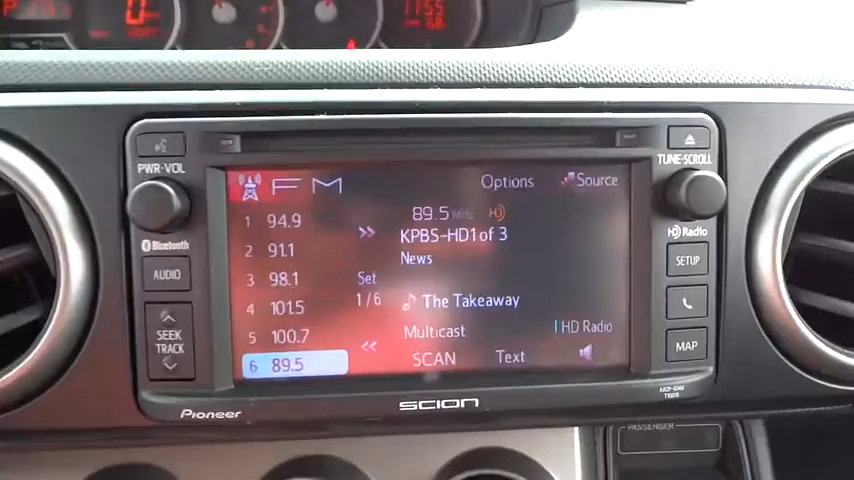 PWR·VOL
Bluetooth
AUDIO
SEEK
TRACK
FM
1 94.9
2 91.1
3 98.1
4 101.5
5 100.7
6 89.5
Set
1/6
Options
Source
89.5 MHz
KPBS-HD1of 3
News
The Takeaway
Multicast
HD Radio
SCAN
Text
TUNE·SCROLL
HD Radio
SETUP
MAP
Pioneer
SCION
PASSENGER